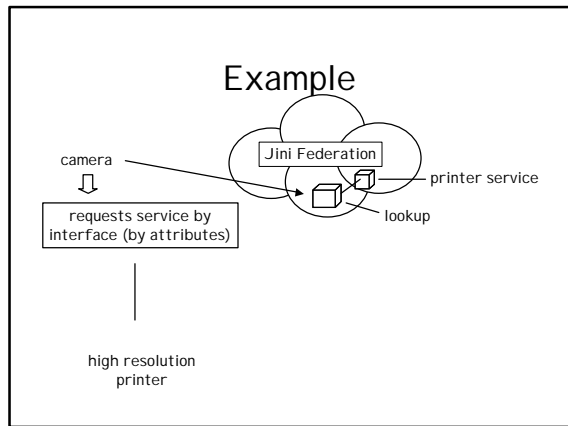 Example
Jini Federation
camera
printer service
lookup
requests service by
interface (by attributes)
high resolution
printer